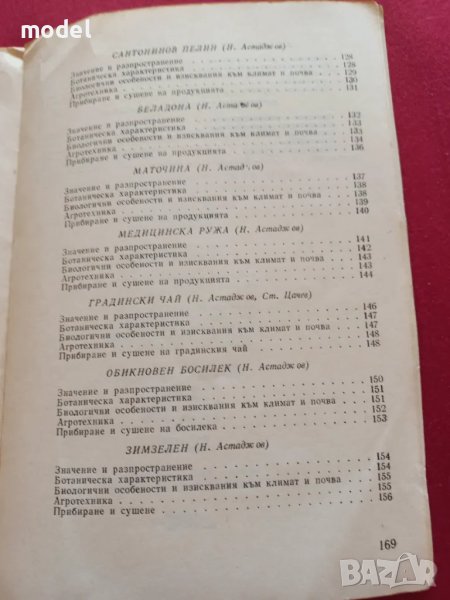 model
САНТОНИНОВ ПЕЛИН (Н. Астаджов)
Значение и разпространение 128
Ботаническа характеристика 128
Биологични особености и изисквания към климат и почва 129
Агротехника 130
Прибиране и сушене на продукцията 131
БЕЛАДОНА (Н. Астаджов)
Значение и разпространение 132
Ботаническа характеристика 133
Биологични особености и изисквания към климат и почва 133
Агротехника 134
Прибиране и сушене на продукцията 136
МАТОЧИНА (Н. Астаджов)
Значение и разпространение 137
Ботаническа характеристика 138
Биологични особености и изисквания към климат и почва 138
Агротехника 139
Прибиране и сушене на продукцията 140
МЕДИЦИНСКА РУЖА (Н. Астаджов)
Значение и разпространение 141
Ботаническа характеристика 142
Биологични особености и изисквания към климат и почва 143
Агротехника 143
Прибиране и сушене на продукцията 144
ГРАДИНСКИ ЧАЙ (Н. Астаджов, Ст. Цачев)
Значение и разпространение 146
Ботаническа характеристика 147
Биологични особености и изисквания към климат и почва 147
Агротехника 148
Прибиране и сушене на градинския чай 148
ОБИКНОВЕН БОСИЛЕК (Н. Астаджов)
Значение и разпространение 150
Ботаническа характеристика 151
Биологични особености и изисквания към климат и почва 151
Агротехника 152
Прибиране и сушене на босилека 153
ЗИМЗЕЛЕН (Н. Астаджов)
Значение и разпространение 154
Ботаническа характеристика 154
Биологични особености и изисквания към климат и почва 155
Агротехника 155
Прибиране и сушене 156
169
BAZAR
.bg